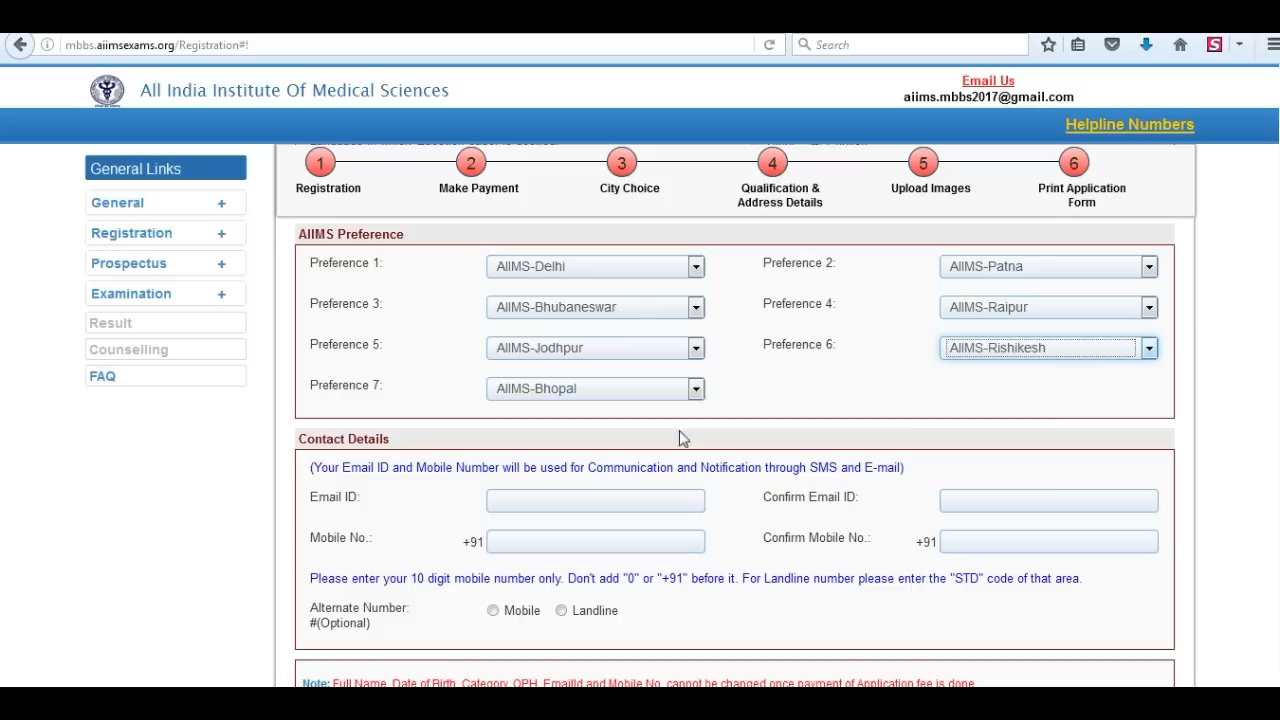 mbbs.aiimsexams.org/Registration#!
Search
S
All India Institute Of Medical Sciences
Email Us
aiims.mbbs2017@gmail.com
Helpline Numbers
General Links
General +
Registration +
Prospectus +
Examination +
Result
Counselling
FAQ
1 2 3 4 5 6
Registration Make Payment City Choice Qualification & Address Details Upload Images Print Application Form
AIIMS Preference
Preference 1: AIIMS-Delhi Preference 2: AIIMS-Patna
Preference 3: AIIMS-Bhubaneswar Preference 4: AIIMS-Raipur
Preference 5: AIIMS-Jodhpur Preference 6: AIIMS-Rishikesh
Preference 7: AIIMS-Bhopal
Contact Details
(Your Email ID and Mobile Number will be used for Communication and Notification through SMS and E-mail)
Email ID: Confirm Email ID:
Mobile No.: +91 Confirm Mobile No.: +91
Please enter your 10 digit mobile number only. Don't add "0" or "+91" before it. For Landline number please enter the "STD" code of that area.
Alternate Number: Mobile Landline
#(Optional)
Note: Full Name, Date of Birth, Category, OPH, EmailId and Mobile No. cannot be changed once payment of Application fee is done